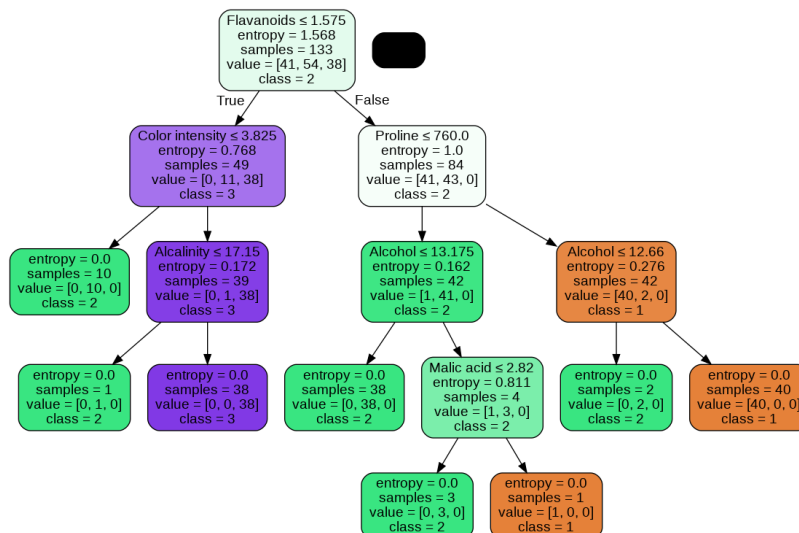 Flavanoids ≤ 1.575
entropy = 1.568
samples = 133
value = [41, 54, 38]
class = 2
True
False
Color intensity ≤ 3.825
entropy = 0.768
samples = 49
value = [0, 11, 38]
class = 3
Proline ≤ 760.0
entropy = 1.0
samples = 84
value = [41, 43, 0]
class = 2
entropy = 0.0
samples = 10
value = [0, 10, 0]
class = 2
Alcalinity ≤ 17.15
entropy = 0.172
samples = 39
value = [0, 1, 38]
class = 3
Alcohol ≤ 13.175
entropy = 0.162
samples = 42
value = [1, 41, 0]
class = 2
Alcohol ≤ 12.66
entropy = 0.276
samples = 42
value = [40, 2, 0]
class = 1
entropy = 0.0
samples = 1
value = [0, 1, 0]
class = 2
entropy = 0.0
samples = 38
value = [0, 0, 38]
class = 3
entropy = 0.0
samples = 38
value = [0, 38, 0]
class = 2
Malic acid ≤ 2.82
entropy = 0.811
samples = 4
value = [1, 3, 0]
class = 2
entropy = 0.0
samples = 2
value = [0, 2, 0]
class = 2
entropy = 0.0
samples = 40
value = [40, 0, 0]
class = 1
entropy = 0.0
samples = 3
value = [0, 3, 0]
class = 2
entropy = 0.0
samples = 1
value = [1, 0, 0]
class = 1